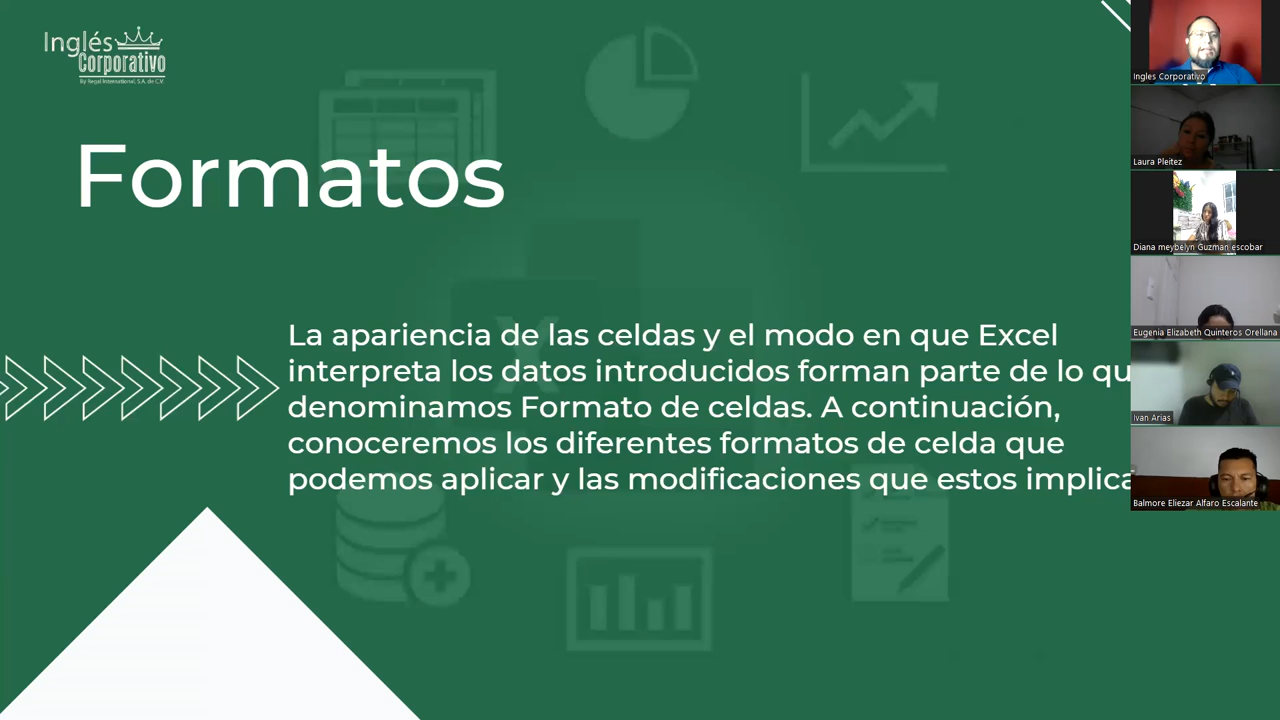 Inglés
Corporativo
By Regal International, S.A. de C.V.
Formatos
La apariencia de las celdas y el modo en que Excel
interpreta los datos introducidos forman parte de lo qu
denominamos Formato de celdas. A continuación,
conoceremos los diferentes formatos de celda que
podemos aplicar y las modificaciones que estos implica
Ingles Corporativo
Laura Pleitez
Diana meybelyn Guzman escobar
Eugenia Elizabeth Quinteros Orellana
Ivan Arias
Balmore Eliezar Alfaro Escalante